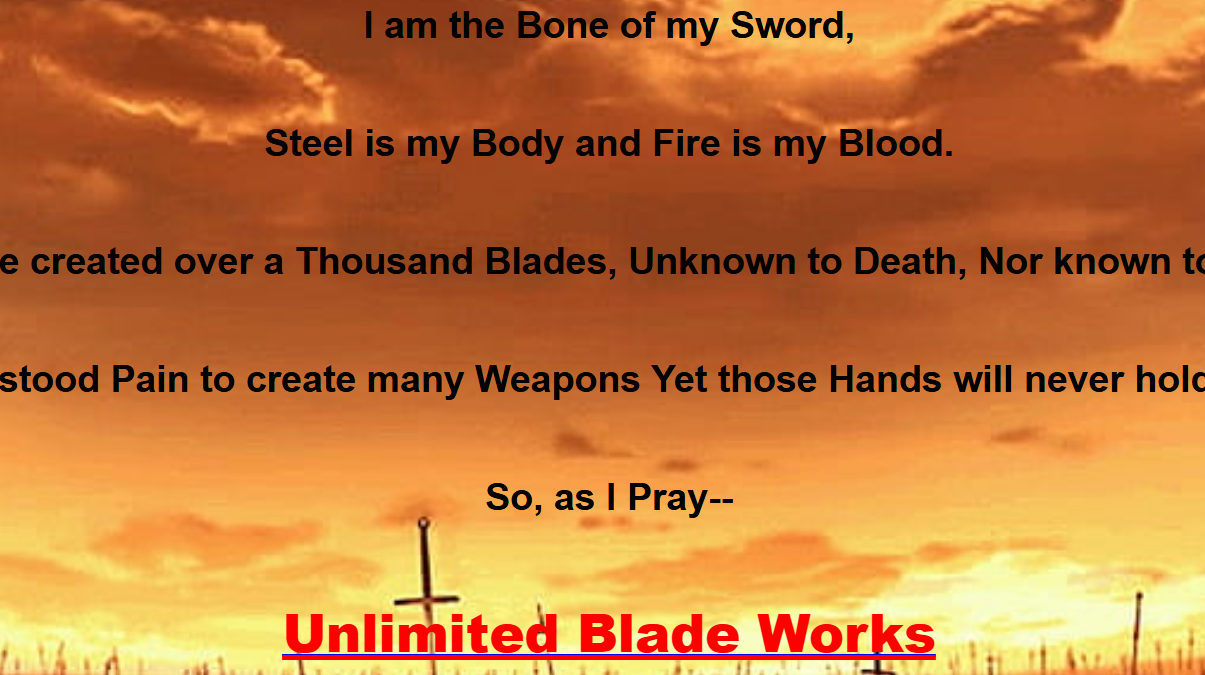 I am the Bone of my Sword,
Steel is my Body and Fire is my Blood.
e created over a Thousand Blades, Unknown to Death, Nor known to
stood Pain to create many Weapons Yet those Hands will never hold
So, as I Pray--
Unlimited Blade Works